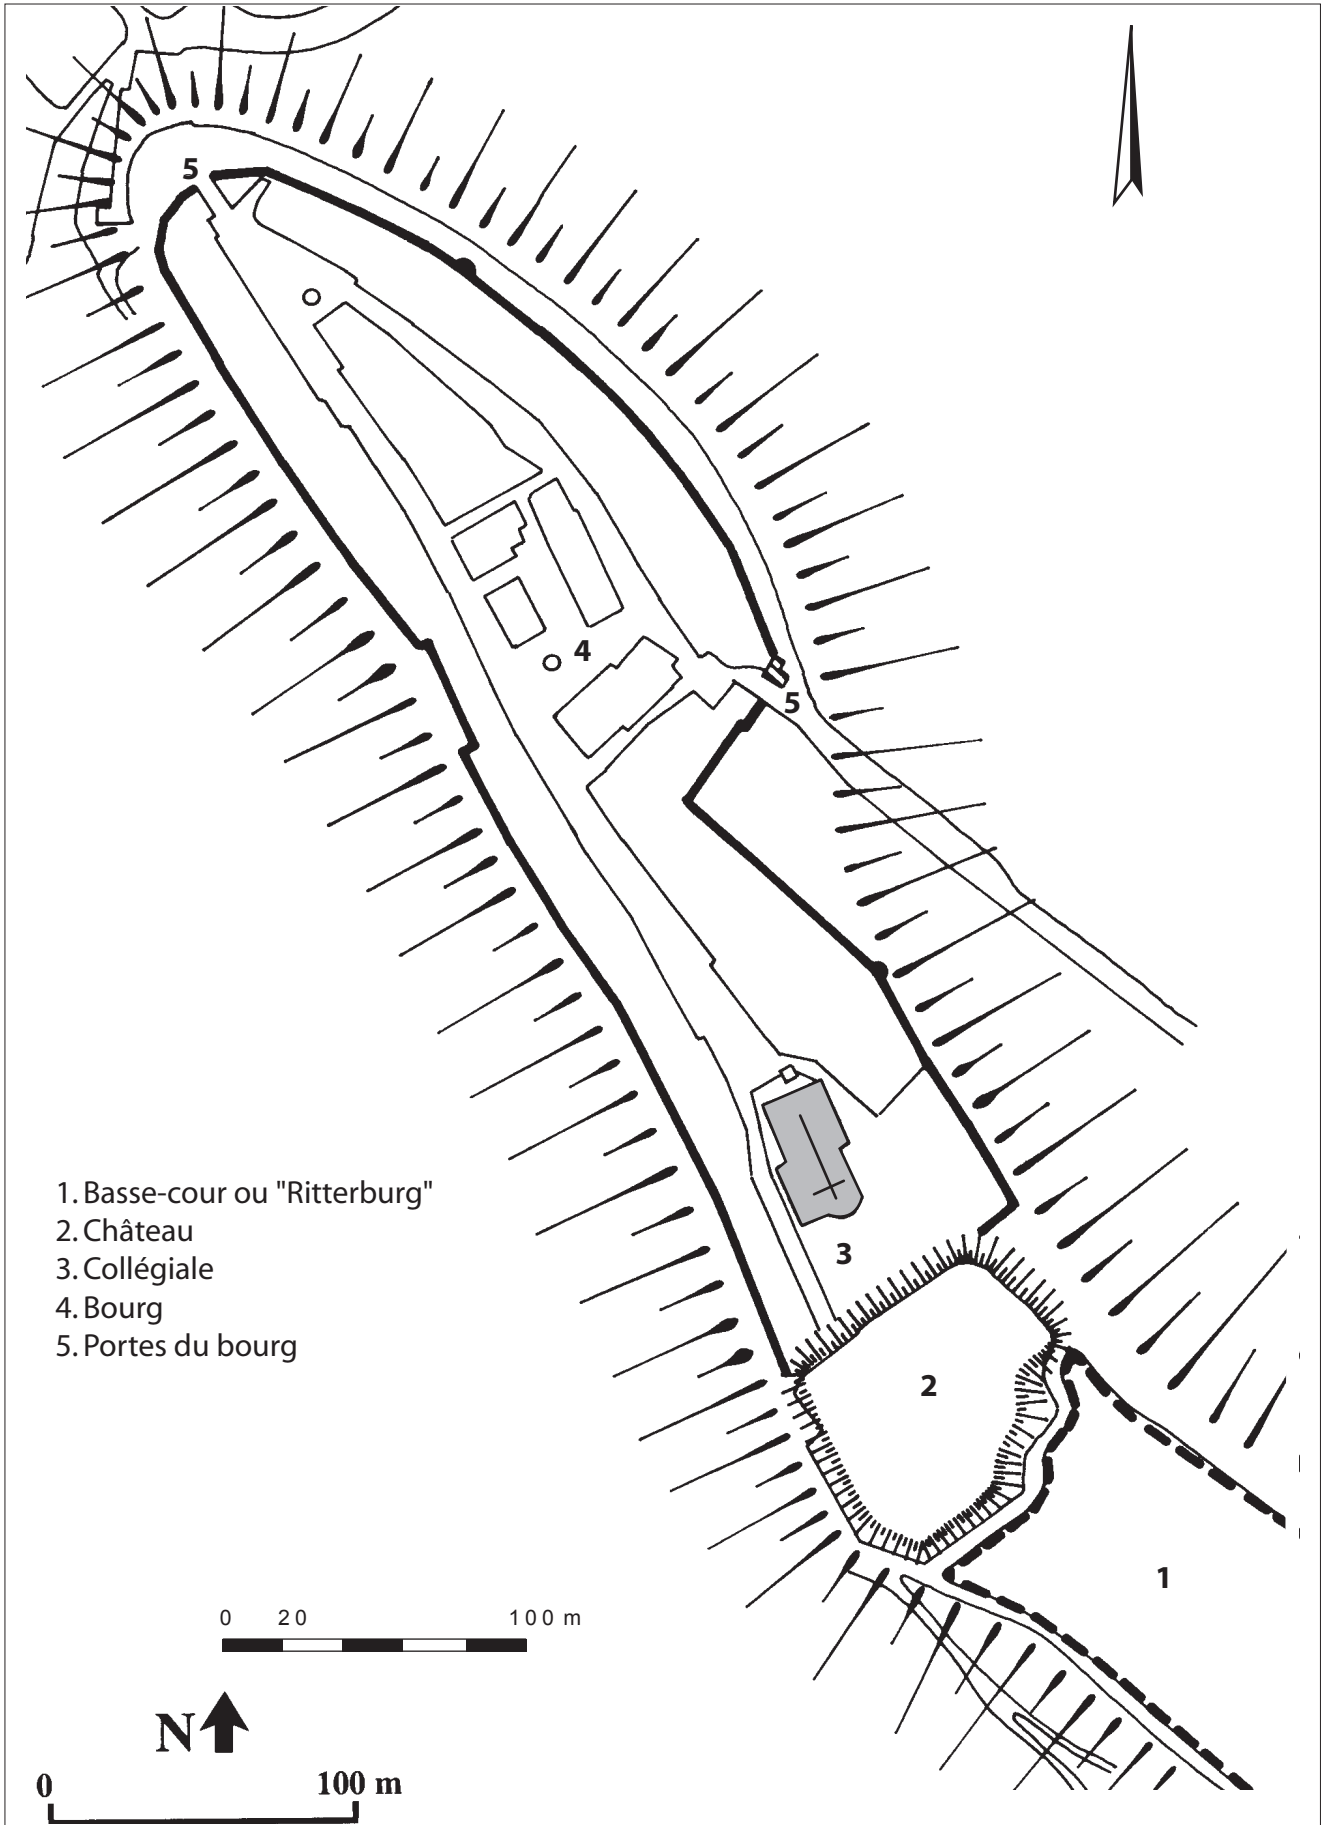 5
4
5
1. Basse-cour ou "Ritterburg"
2. Château
3. Collégiale
4. Bourg
5. Portes du bourg
3
2
1
0 20 100 m
N
0 100 m